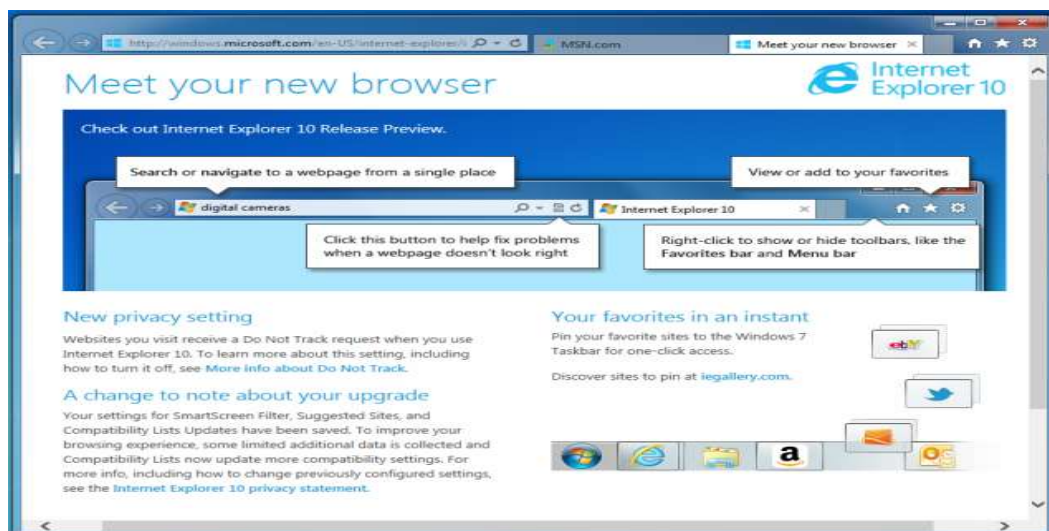 http://windows.microsoft.com/en-US/internet-explorer/i
MSN.com
Meet your new browser
Meet your new browser
Internet
Explorer 10
Check out Internet Explorer 10 Release Preview.
Search or navigate to a webpage from a single place
View or add to your favorites
digital cameras
Internet Explorer 10
Click this button to help fix problems
when a webpage doesn't look right
Right-click to show or hide toolbars, like the
Favorites bar and Menu bar
New privacy setting
Websites you visit receive a Do Not Track request when you use
Internet Explorer 10. To learn more about this setting, including
how to turn it off, see More info about Do Not Track.
A change to note about your upgrade
Your settings for SmartScreen Filter, Suggested Sites, and
Compatibility Lists Updates have been saved. To improve your
browsing experience, some limited additional data is collected and
Compatibility Lists now update more compatibility settings. For
more info, including how to change previously configured settings,
see the Internet Explorer 10 privacy statement.
Your favorites in an instant
Pin your favorite sites to the Windows 7
Taskbar for one-click access.
Discover sites to pin at iegallery.com.
ebY
a